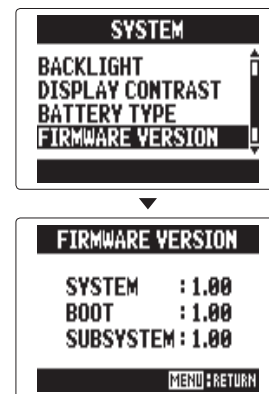 SYSTEM
BACKLIGHT
DISPLAY CONTRAST
BATTERY TYPE
FIRMWARE VERSION
FIRMWARE VERSION
SYSTEM :1.00
BOOT :1.00
SUBSYSTEM:1.00
MENU:RETURN